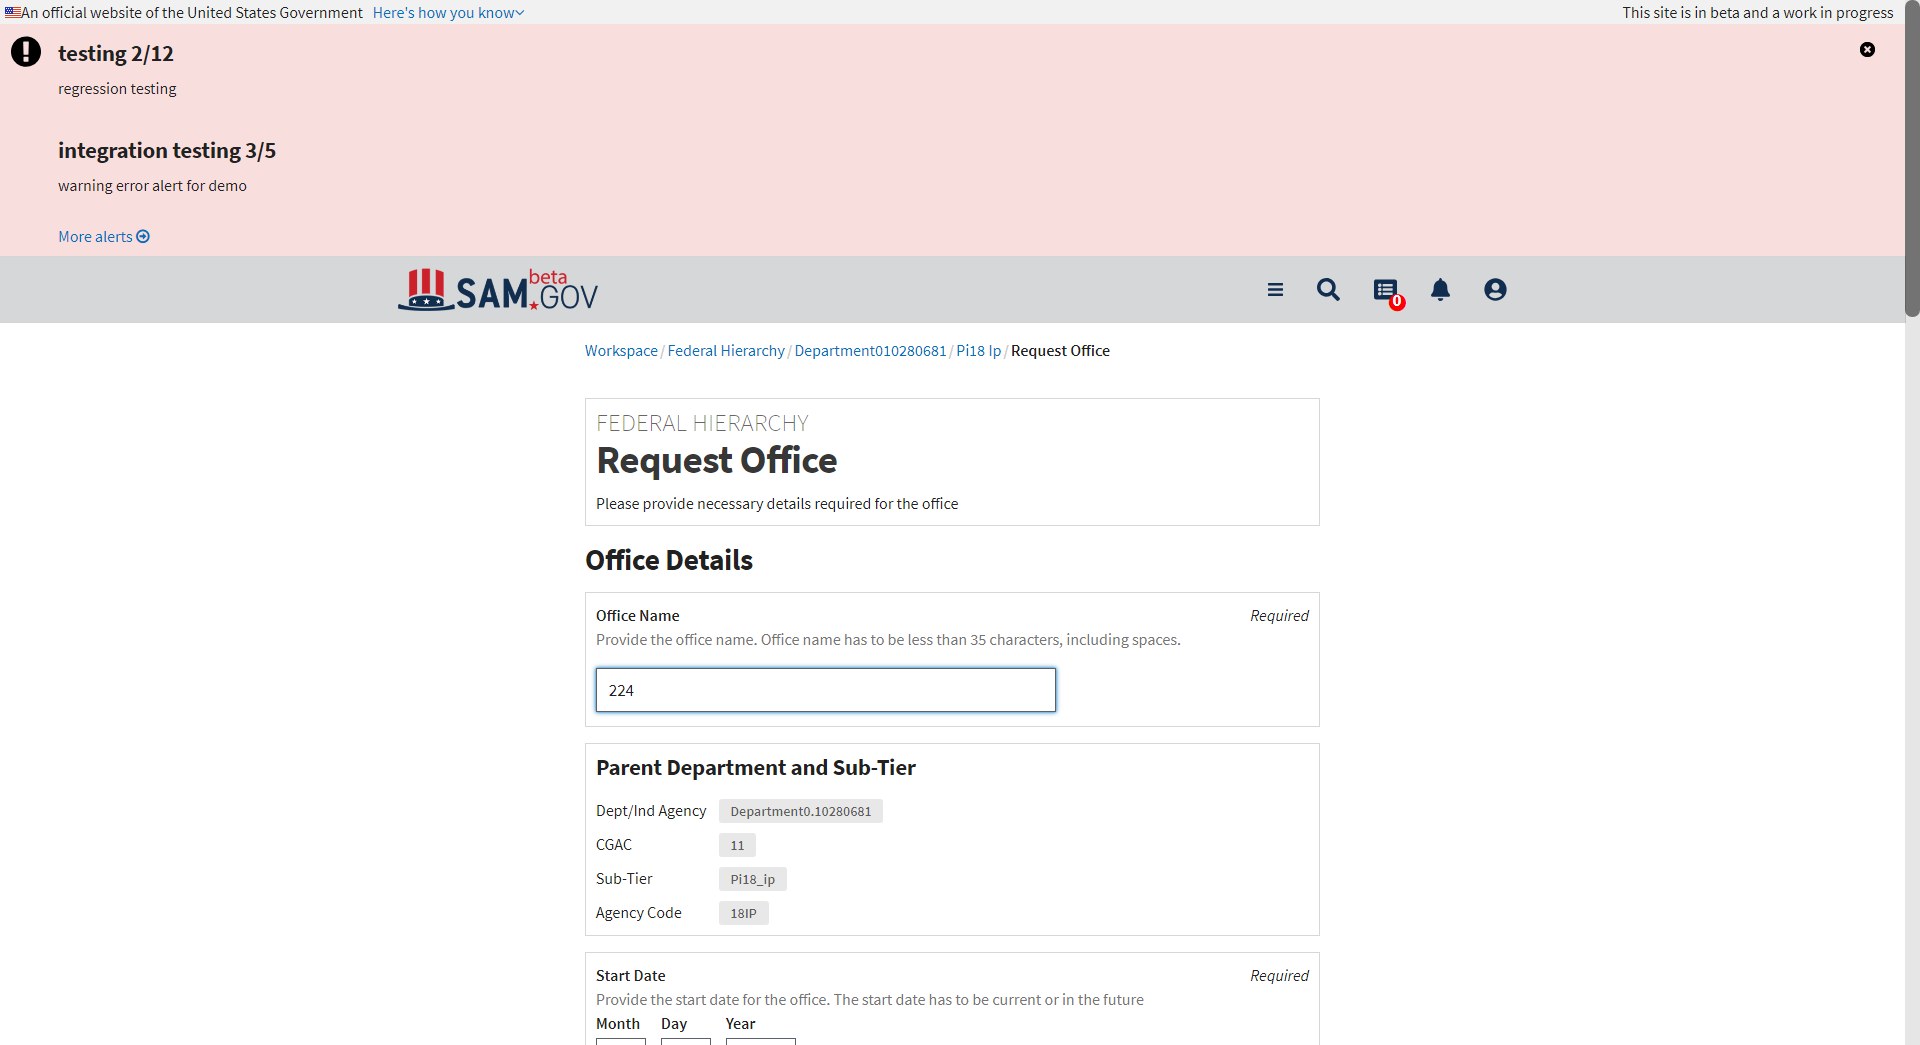 An official website of the United States Government Here's how you know
This site is in beta and a work in progress
testing 2/12
regression testing
integration testing 3/5
warning error alert for demo
More alerts
SAM.GOV beta
0
Workspace / Federal Hierarchy / Department010280681 / Pi18 Ip / Request Office
FEDERAL HIERARCHY
Request Office
Please provide necessary details required for the office
Office Details
Office Name Required
Provide the office name. Office name has to be less than 35 characters, including spaces.
224
Parent Department and Sub-Tier
Dept/Ind Agency Department0.10280681
CGAC 11
Sub-Tier Pi18_ip
Agency Code 18IP
Start Date Required
Provide the start date for the office. The start date has to be current or in the future
Month Day Year